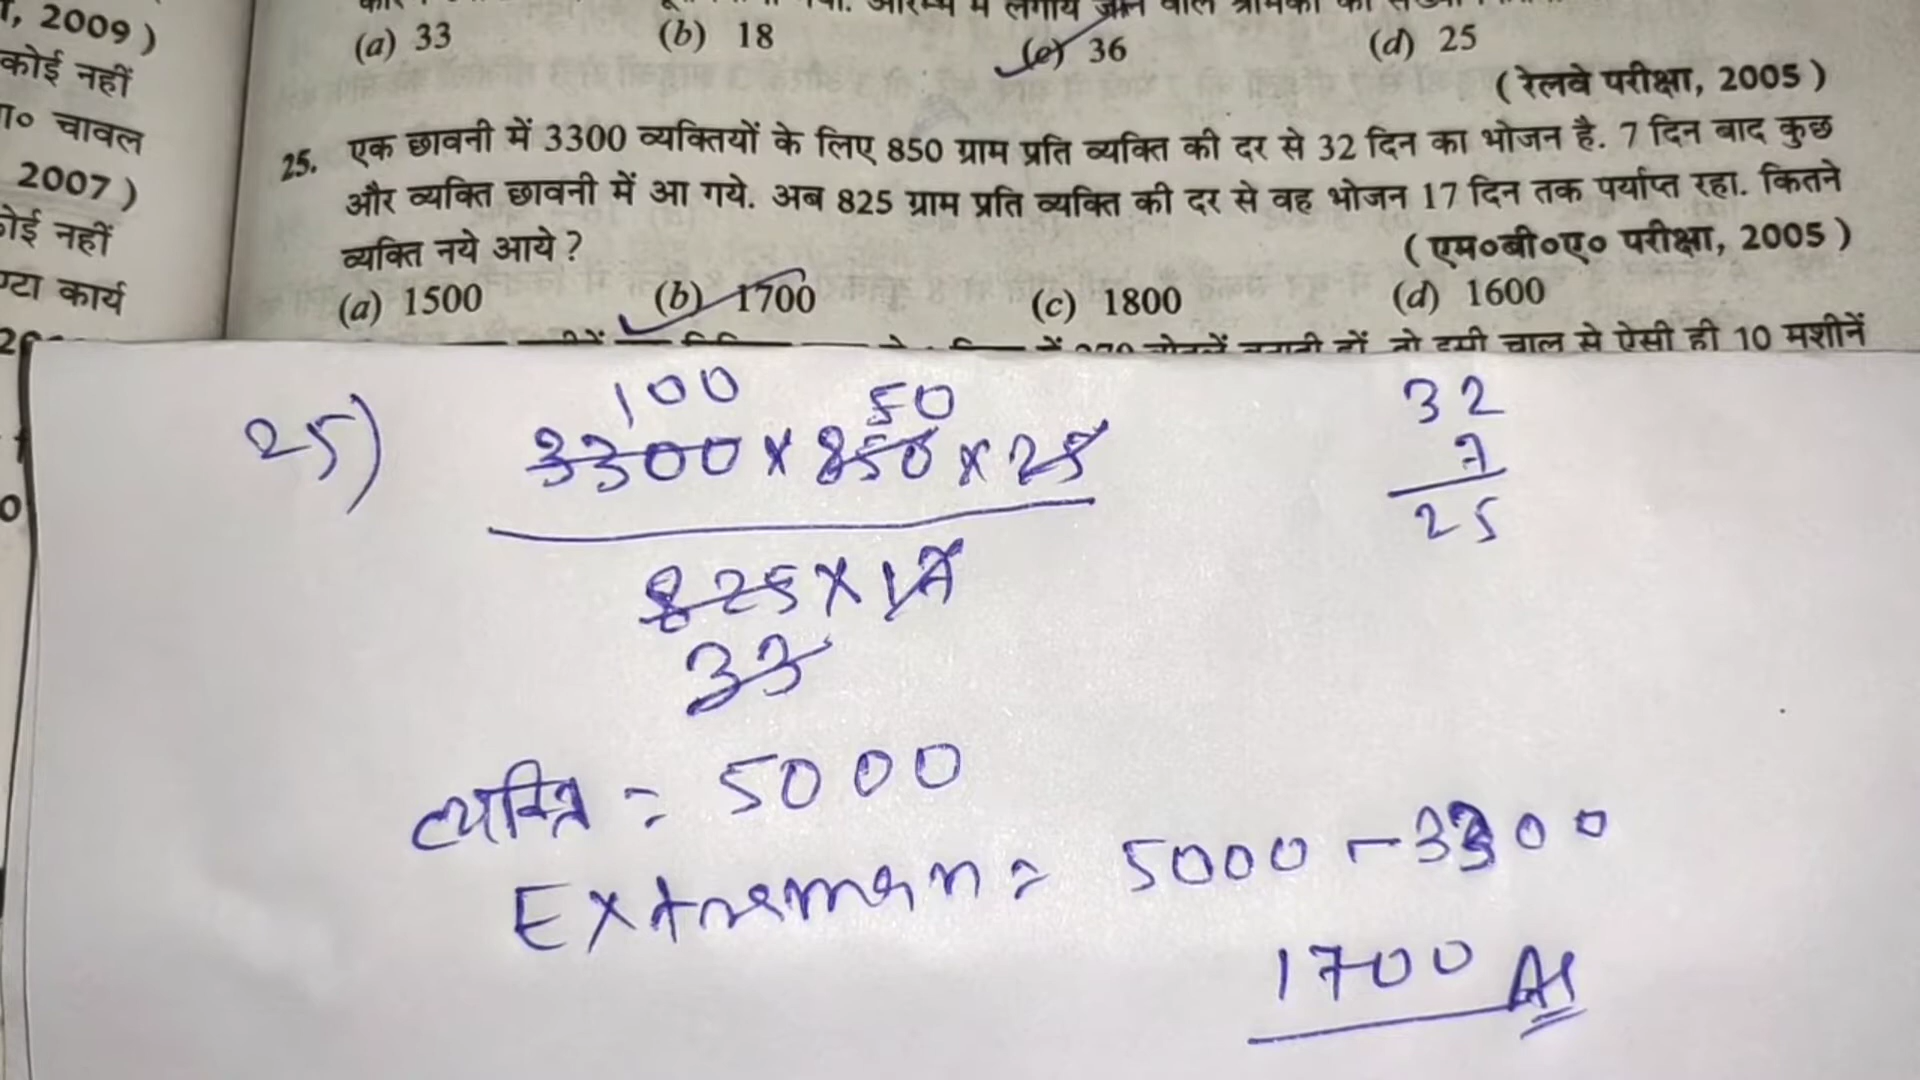 , 2009 )
(a) 33 (b) 18 (c) 36 (d) 25
कोई नहीं
( रेलवे परीक्षा, 2005 )
चावल
25. एक छावनी में 3300 व्यक्तियों के लिए 850 ग्राम प्रति व्यक्ति की दर से 32 दिन का भोजन है. 7 दिन बाद कुछ
2007 )
और व्यक्ति छावनी में आ गये. अब 825 ग्राम प्रति व्यक्ति की दर से वह भोजन 17 दिन तक पर्याप्त रहा. कितने
नहीं
व्यक्ति नये आये ? ( एम०बी०ए० परीक्षा, 2005 )
कार्य
(a) 1500 (b) 1700 (c) 1800 (d) 1600
तो इसी चाल से ऐसी ही 10 मशीनें
100 50
25) 3300 x 850 x 25
825 x 17
33
32
7
25
व्यक्ति = 5000
Extraman = 5000 - 3300
1700 As